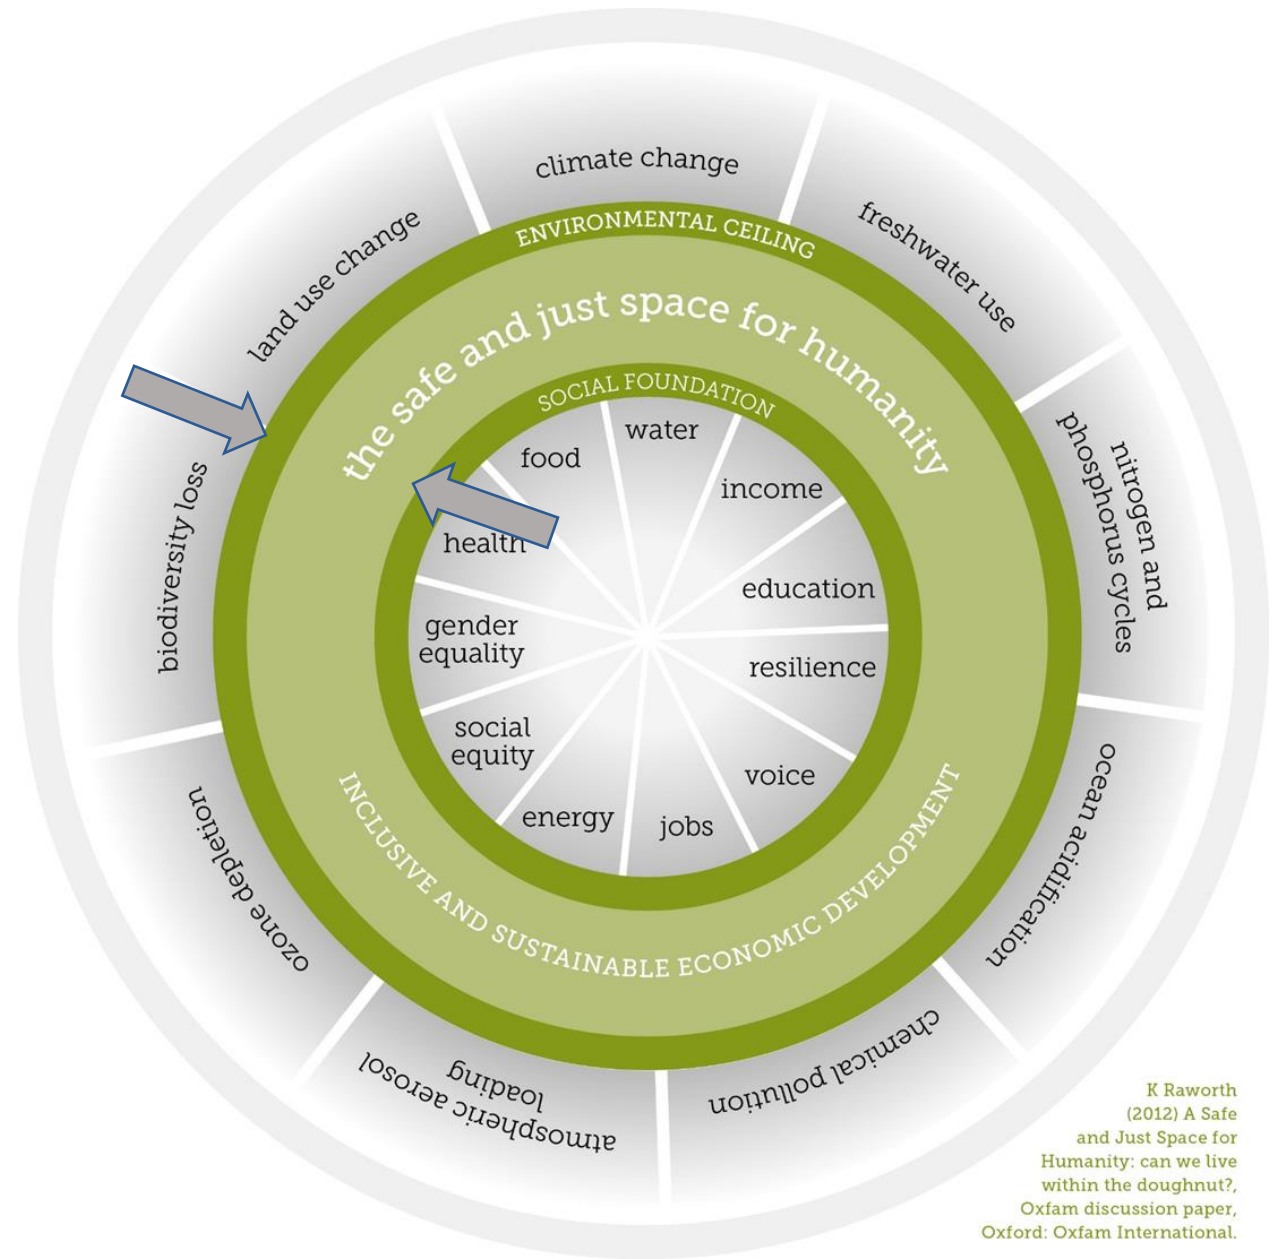 climate change
freshwater use
nitrogen and
phosphorus cycles
ocean acidification
chemical pollution
atmospheric aerosol
loading
ozone depletion
biodiversity loss
land use change
ENVIRONMENTAL CEILING
the safe and just space for humanity
SOCIAL FOUNDATION
water
income
education
resilience
voice
jobs
energy
social
equity
gender
equality
health
food
INCLUSIVE AND SUSTAINABLE ECONOMIC DEVELOPMENT
K Raworth
(2012) A Safe
and Just Space for
Humanity: can we live
within the doughnut?,
Oxfam discussion paper,
Oxford: Oxfam International.